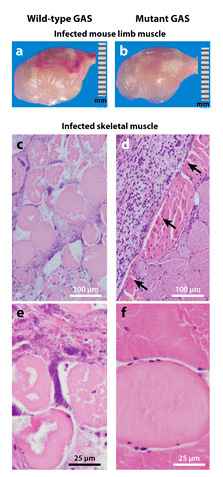 Wild-type GAS Mutant GAS
Infected mouse limb muscle
a b
mm mm
Infected skeletal muscle
c d
100 µm 100 µm
e f
25 µm 25 µm